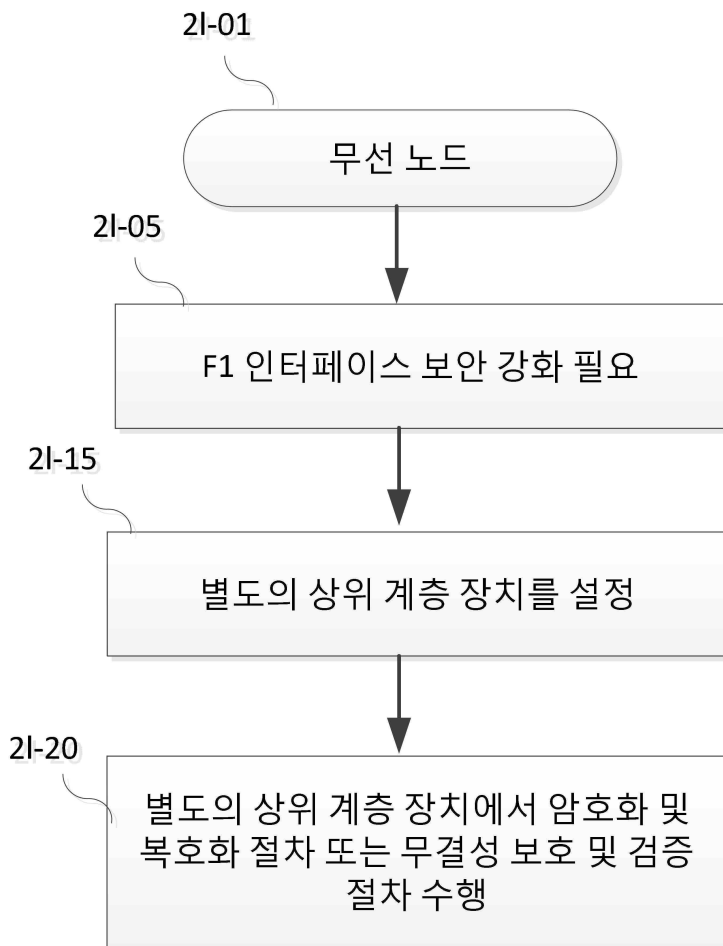 2l-01
무선 노드
2l-05
F1 인터페이스 보안 강화 필요
2l-15
별도의 상위 계층 장치를 설정
2l-20
별도의 상위 계층 장치에서 암호화 및
복호화 절차 또는 무결성 보호 및 검증
절차 수행